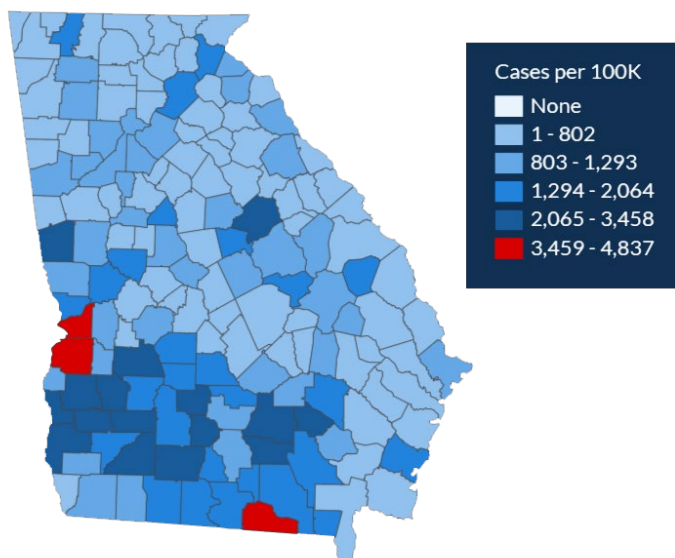 Cases per 100K
None
1 - 802
803 - 1,293
1,294 - 2,064
2,065 - 3,458
3,459 - 4,837